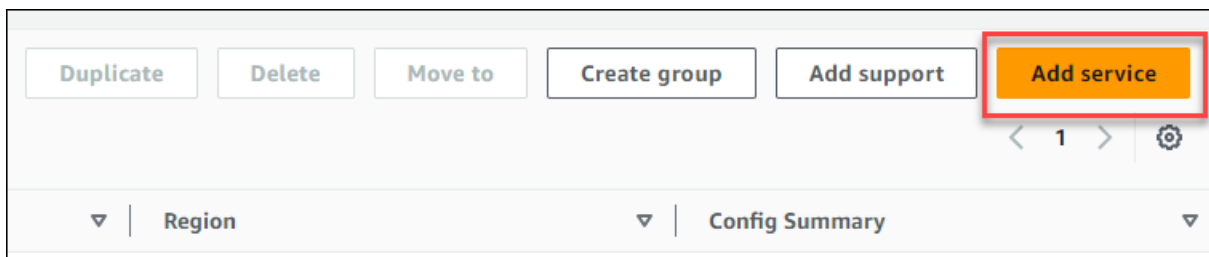 Duplicate Delete Move to Create group Add support Add service
1
Region Config Summary